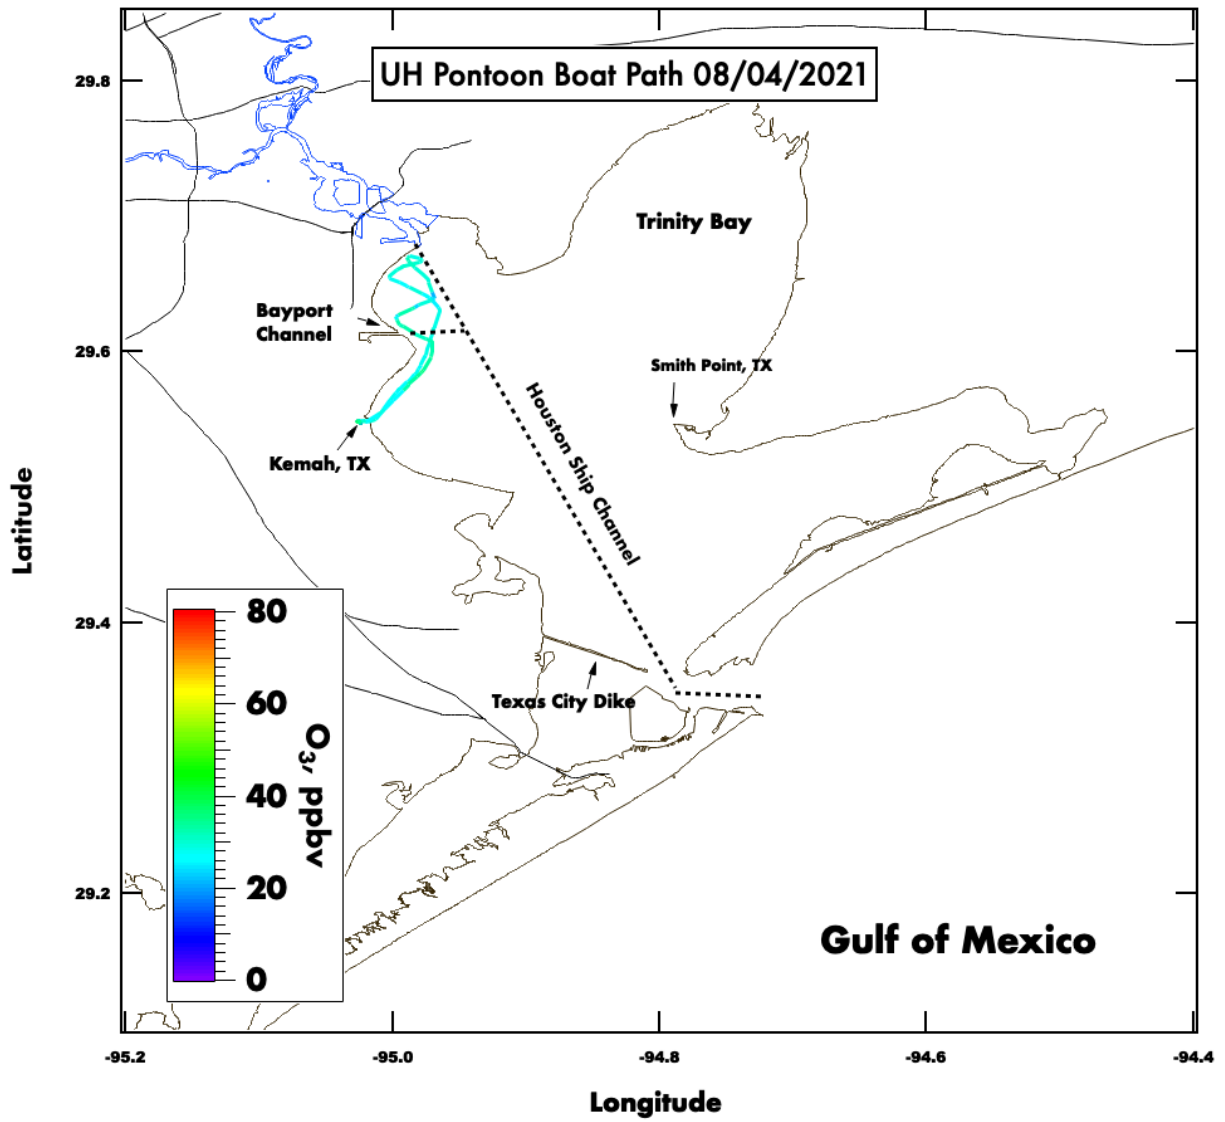 UH Pontoon Boat Path 08/04/2021
29.8
29.6
29.4
29.2
Latitude
Trinity Bay
Bayport
Channel
Smith Point, TX
Houston Ship Channel
Kemah, TX
Texas City Dike
Gulf of Mexico
80
60
40
20
0
O3, ppbv
-95.2
-95.0
-94.8
-94.6
-94.4
Longitude